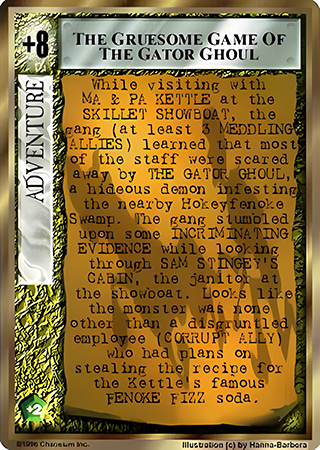 +8
THE GRUESOME GAME OF
THE GATOR GHOUL
ADVENTURE
While visiting with
MA & PA KETTLE at the
SKILLET SHOWBOAT, the
gang (at least 3 MEDDLING
ALLIES) learned that most
of the staff were scared
away by THE GATOR GHOUL,
a hideous demon infesting
the nearby Hokeyfenoke
Swamp. The gang stumbled
upon some INCRIMINATING
EVIDENCE while looking
through SAM STINGEY'S
CABIN, the janitor at
the showboat. Looks like
the monster was none
other than a disgruntled
employee (CORRUPT ALLY)
who had plans on
stealing the recipe for
the Kettle's famous
FENOKE FIZZ soda.
+2
©1996 Chaosium Inc.
Illustration (c) by Hanna-Barbera